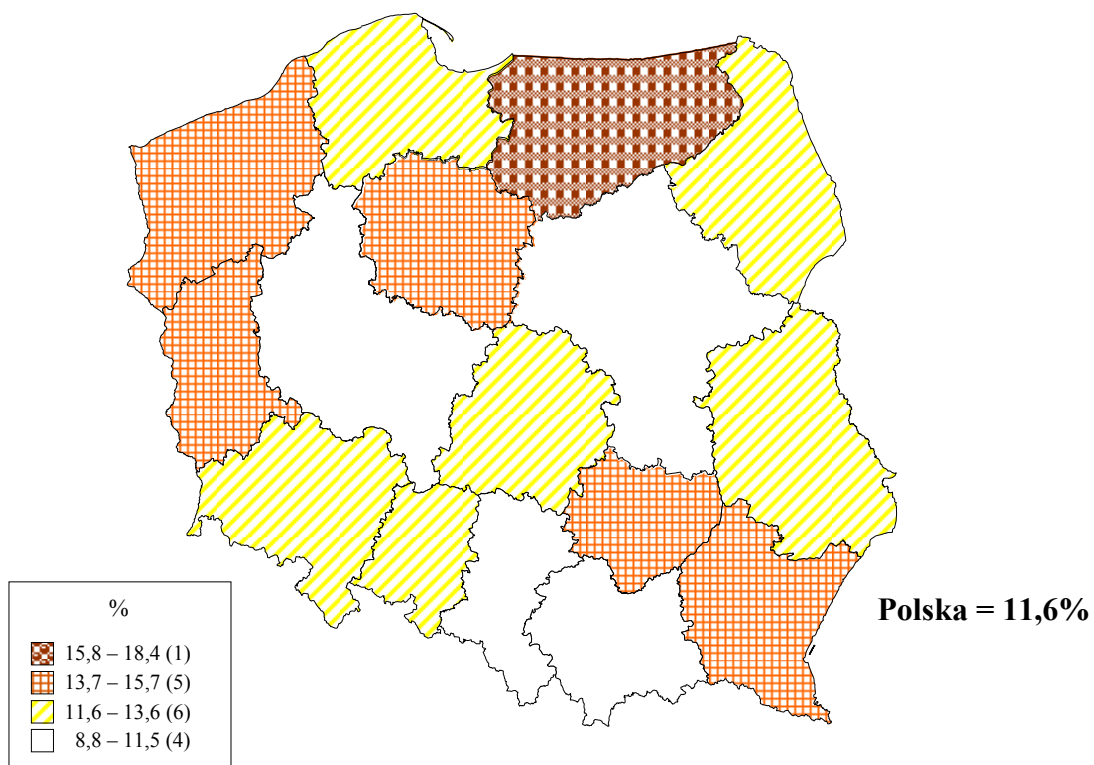 Polska = 11,6%
%
15,8 – 18,4 (1)
13,7 – 15,7 (5)
11,6 – 13,6 (6)
8,8 – 11,5 (4)